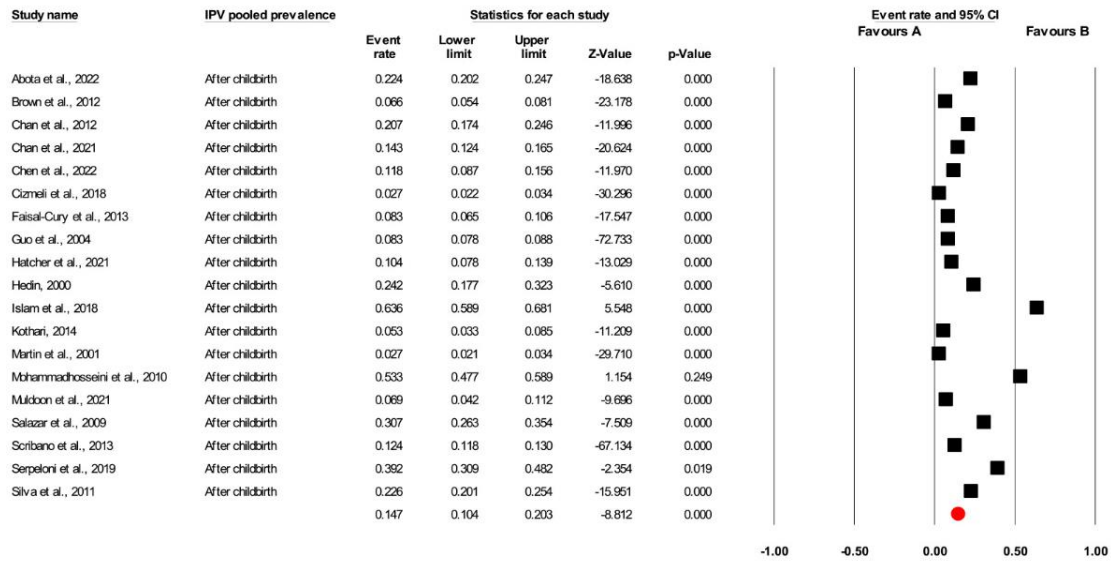 Study name IPV pooled prevalence Statistics for each study Event rate and 95% CI
Favours A Favours B
Event rate Lower limit Upper limit Z-Value p-Value
Abota et al., 2022 After childbirth 0.224 0.202 0.247 -18.638 0.000
Brown et al., 2012 After childbirth 0.066 0.054 0.081 -23.178 0.000
Chan et al., 2012 After childbirth 0.207 0.174 0.246 -11.996 0.000
Chan et al., 2021 After childbirth 0.143 0.124 0.165 -20.624 0.000
Chen et al., 2022 After childbirth 0.118 0.087 0.156 -11.970 0.000
Cizmeli et al., 2018 After childbirth 0.027 0.022 0.034 -30.296 0.000
Faisal-Cury et al., 2013 After childbirth 0.083 0.065 0.106 -17.547 0.000
Guo et al., 2004 After childbirth 0.083 0.078 0.088 -72.733 0.000
Hatcher et al., 2021 After childbirth 0.104 0.078 0.139 -13.029 0.000
Hedin, 2000 After childbirth 0.242 0.177 0.323 -5.610 0.000
Islam et al., 2018 After childbirth 0.636 0.589 0.681 5.548 0.000
Kothari, 2014 After childbirth 0.053 0.033 0.085 -11.209 0.000
Martin et al., 2001 After childbirth 0.027 0.021 0.034 -29.710 0.000
Mohammadhosseini et al., 2010 After childbirth 0.533 0.477 0.589 1.154 0.249
Muldoon et al., 2021 After childbirth 0.069 0.042 0.112 -9.696 0.000
Salazar et al., 2009 After childbirth 0.307 0.263 0.354 -7.509 0.000
Scribano et al., 2013 After childbirth 0.124 0.118 0.130 -67.134 0.000
Serpeloni et al., 2019 After childbirth 0.392 0.309 0.482 -2.354 0.019
Silva et al., 2011 After childbirth 0.226 0.201 0.254 -15.951 0.000
0.147 0.104 0.203 -8.812 0.000
-1.00 -0.50 0.00 0.50 1.00